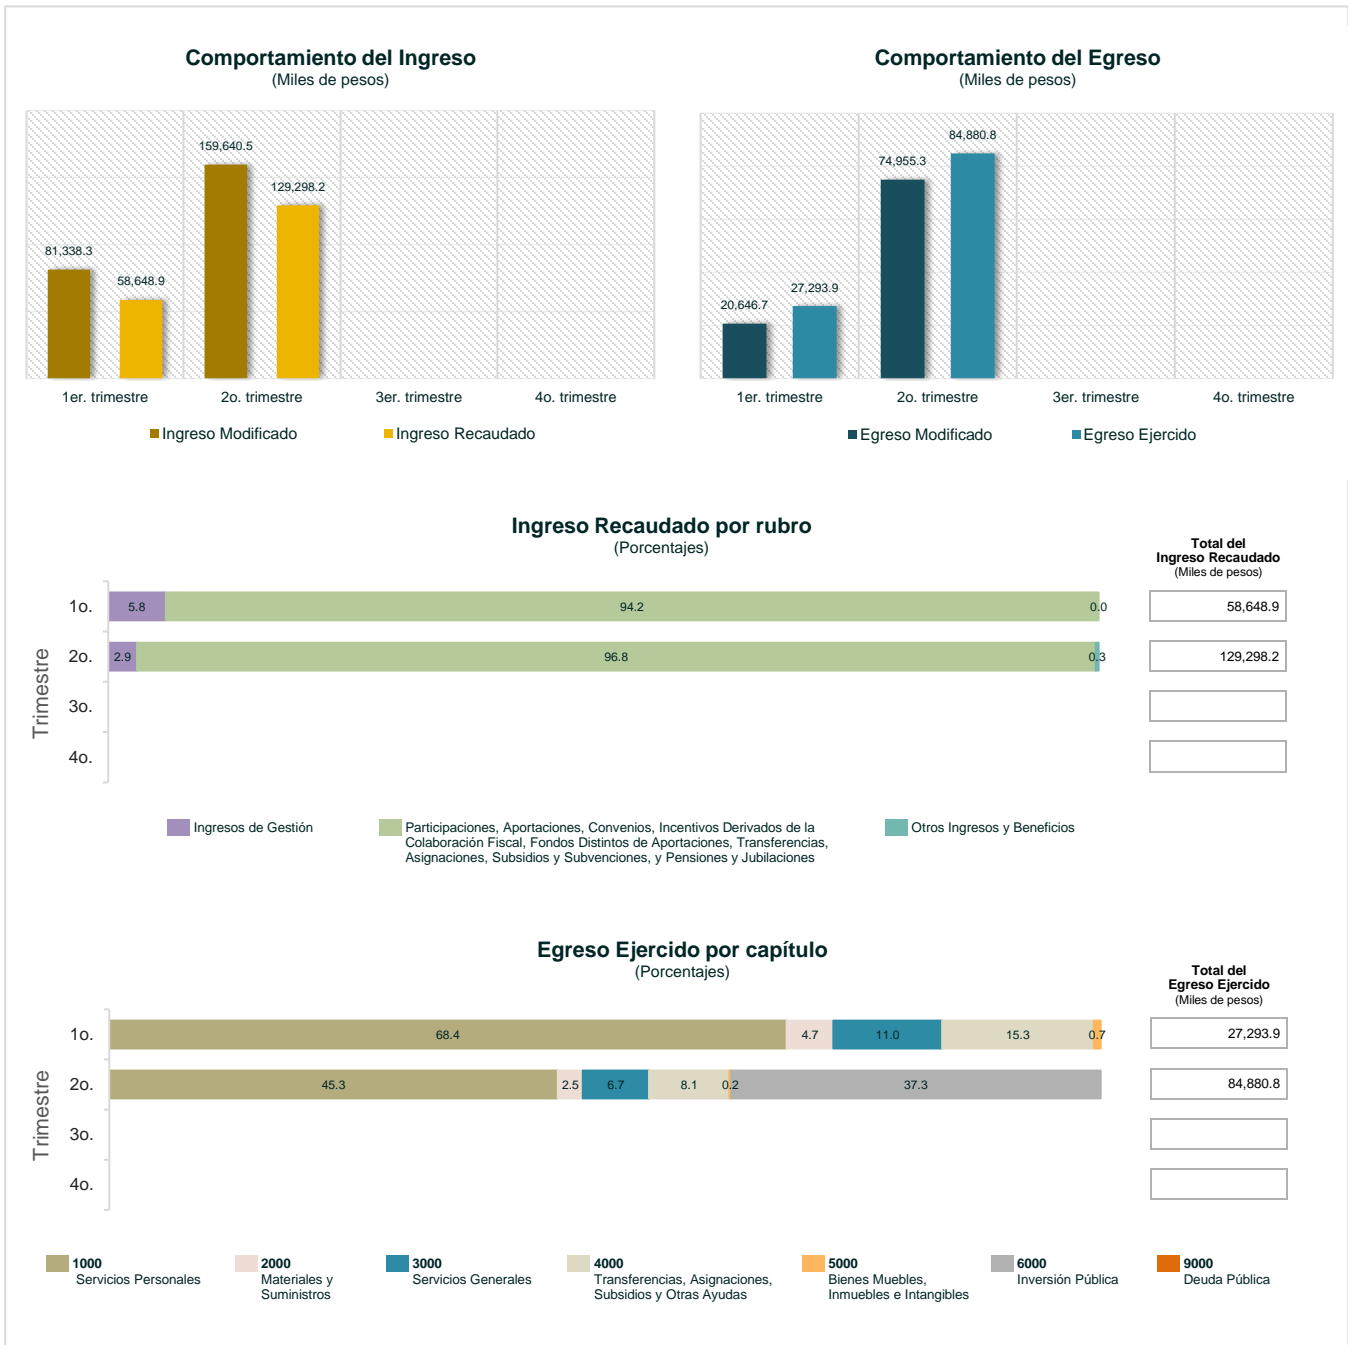 Comportamiento del Ingreso
(Miles de pesos)
159,640.5
129,298.2
81,338.3
58,648.9
1er. trimestre
2o. trimestre
3er. trimestre
4o. trimestre
Ingreso Modificado
Ingreso Recaudado
Comportamiento del Egreso
(Miles de pesos)
84,880.8
74,955.3
27,293.9
20,646.7
1er. trimestre
2o. trimestre
3er. trimestre
4o. trimestre
Egreso Modificado
Egreso Ejercido
Ingreso Recaudado por rubro
(Porcentajes)
Total del
Ingreso Recaudado
(Miles de pesos)
Trimestre
1o.
5.8
94.2
0.0
58,648.9
2o.
2.9
96.8
0.3
129,298.2
3o.
4o.
Ingresos de Gestión
Participaciones, Aportaciones, Convenios, Incentivos Derivados de la
Colaboración Fiscal, Fondos Distintos de Aportaciones, Transferencias,
Asignaciones, Subsidios y Subvenciones, y Pensiones y Jubilaciones
Otros Ingresos y Beneficios
Egreso Ejercido por capítulo
(Porcentajes)
Total del
Egreso Ejercido
(Miles de pesos)
Trimestre
1o.
68.4
4.7
11.0
15.3
0.7
27,293.9
2o.
45.3
2.5
6.7
8.1
0.2
37.3
84,880.8
3o.
4o.
1000
Servicios Personales
2000
Materiales y
Suministros
3000
Servicios Generales
4000
Transferencias, Asignaciones,
Subsidios y Otras Ayudas
5000
Bienes Muebles,
Inmuebles e Intangibles
6000
Inversión Pública
9000
Deuda Pública